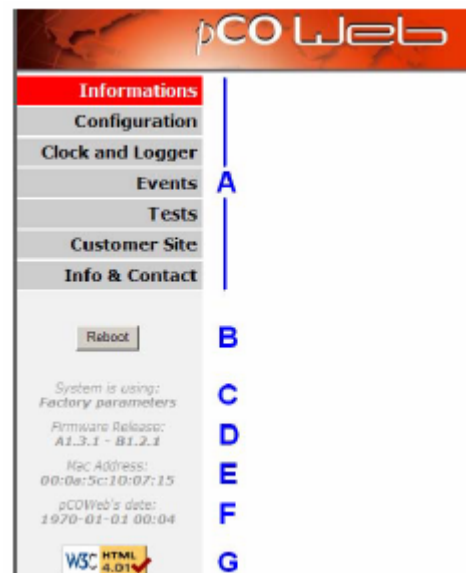 pCO Web
Informations
Configuration
Clock and Logger
Events
A
Tests
Customer Site
Info & Contact
Reboot
B
System is using:
Factory parameters
C
Firmware Release:
A1.3.1 - B1.2.1
D
Mac Address:
00:0a:5c:10:07:15
E
pCOWeb's date:
1970-01-01 00:04
F
W3C HTML 4.01
G